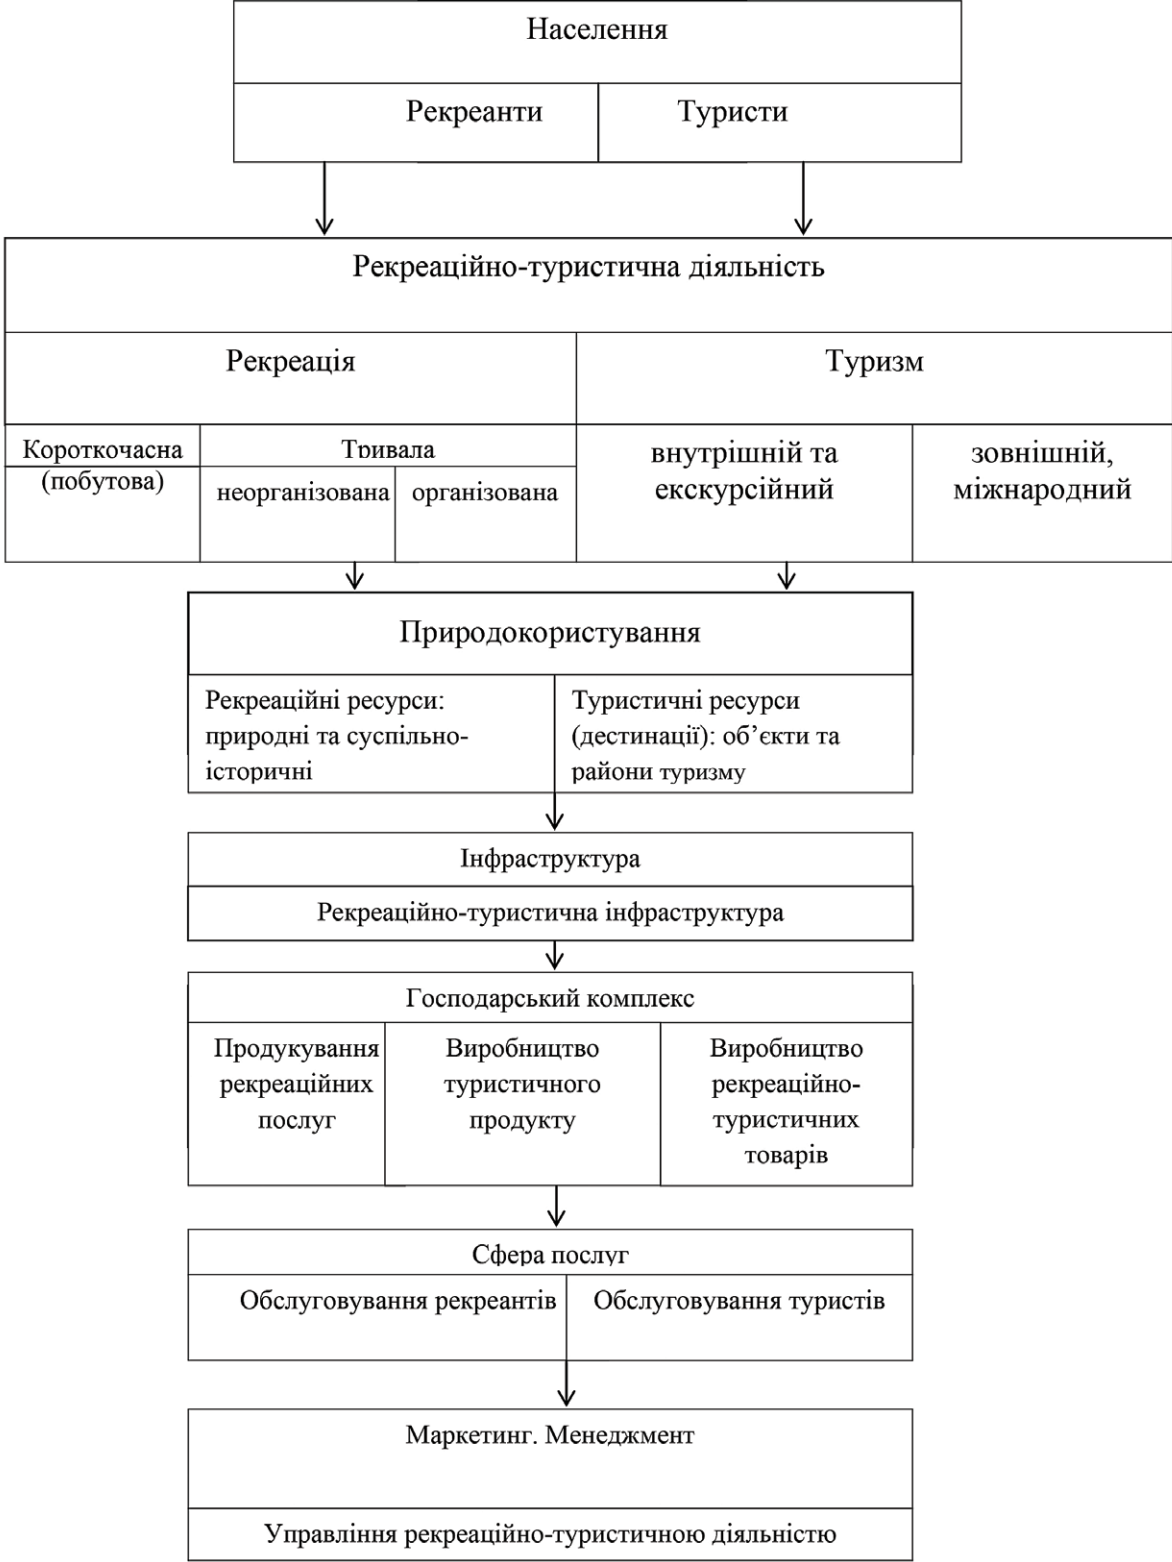 Населення
Рекреанти
Туристи
Рекреаційно-туристична діяльність
Рекреація
Туризм
Короткочасна
(побутова)
Тривала
неорганізована
організована
внутрішній та
екскурсійний
зовнішній,
міжнародний
Природокористування
Рекреаційні ресурси:
природні та суспільно-
історичні
Туристичні ресурси
(дестинації): об’єкти та
райони туризму
Інфраструктура
Рекреаційно-туристична інфраструктура
Господарський комплекс
Продукування
рекреаційних
послуг
Виробництво
туристичного
продукту
Виробництво
рекреаційно-
туристичних
товарів
Сфера послуг
Обслуговування рекреантів
Обслуговування туристів
Маркетинг. Менеджмент
Управління рекреаційно-туристичною діяльністю